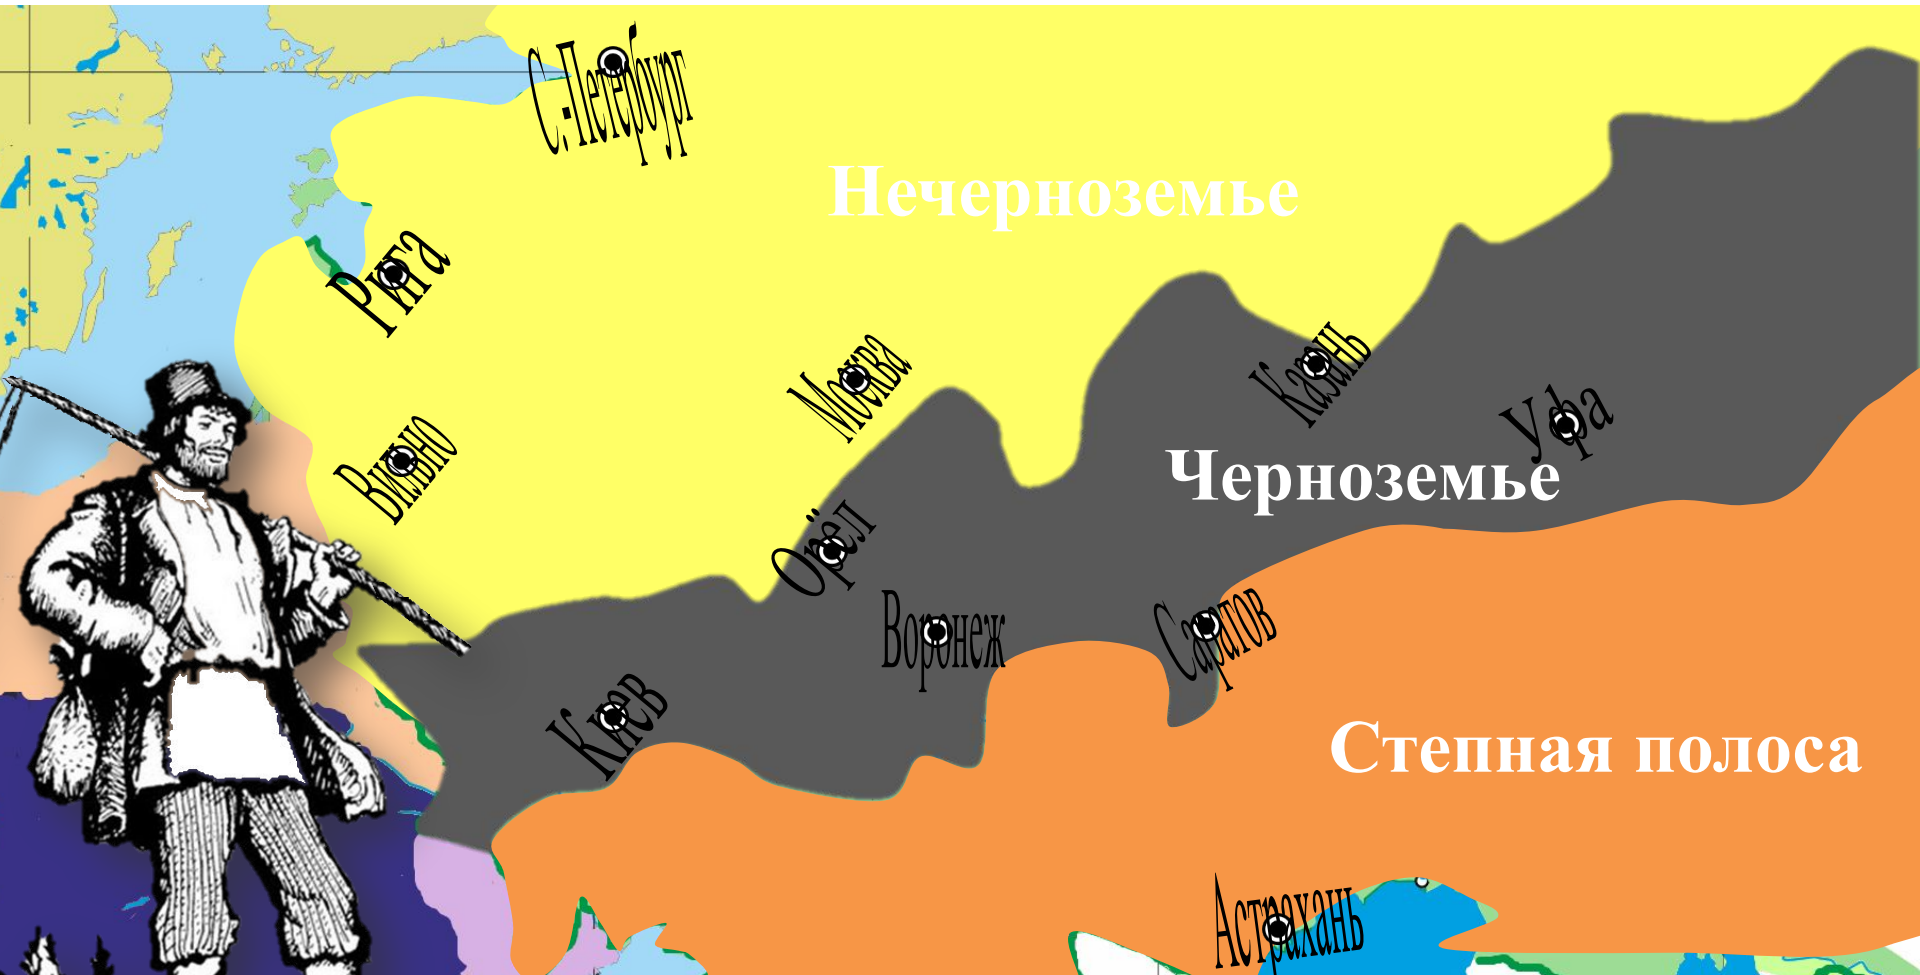 С.-Петербург
Нечерноземье
Рига
Москва
Казань
Вильно
Уфа
Черноземье
Орёл
Воронеж
Саратов
Киев
Степная полоса
Астрахань